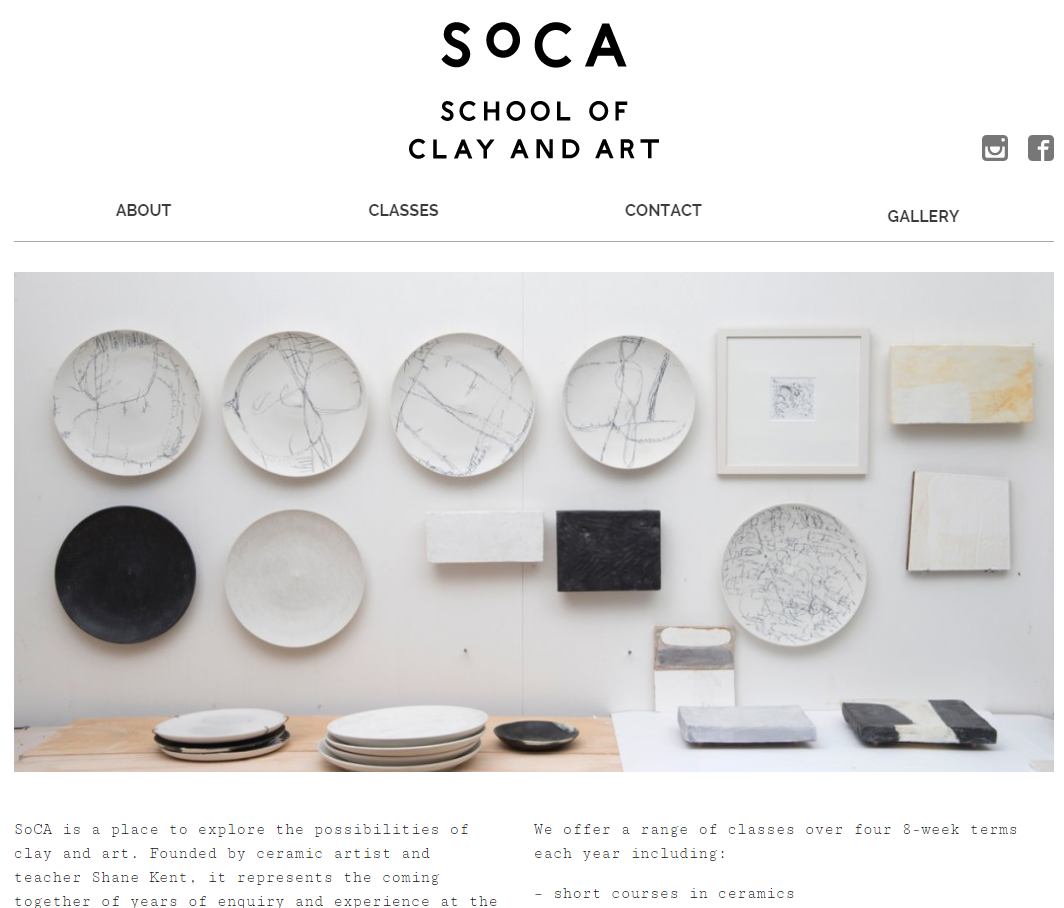 SoCA
SCHOOL OF
CLAY AND ART
ABOUT
CLASSES
CONTACT
GALLERY
SoCA is a place to explore the possibilities of
clay and art. Founded by ceramic artist and
teacher Shane Kent, it represents the coming
together of years of enquiry and experience at the
We offer a range of classes over four 8-week terms
each year including:
– short courses in ceramics